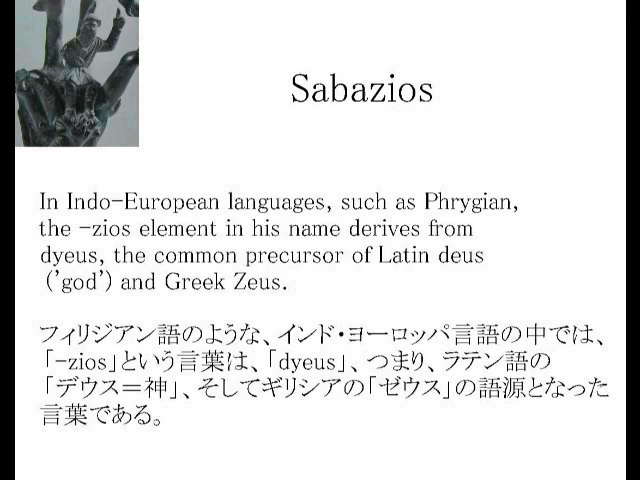 Sabazios
In Indo-European languages, such as Phrygian,
the -zios element in his name derives from
dyeus, the common precursor of Latin deus
('god') and Greek Zeus.
フィリジアン語のような、インド・ヨーロッパ言語の中では、
「-zios」という言葉は、「dyeus」、つまり、ラテン語の
「デウス＝神」、そしてギリシアの「ゼウス」の語源となった
言葉である。